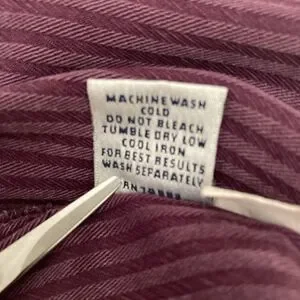 MACHINE WASH
COLD
DO NOT BLEACH
TUMBLE DRY LOW
COOL IRON
FOR BEST RESULTS
WASH SEPARATELY